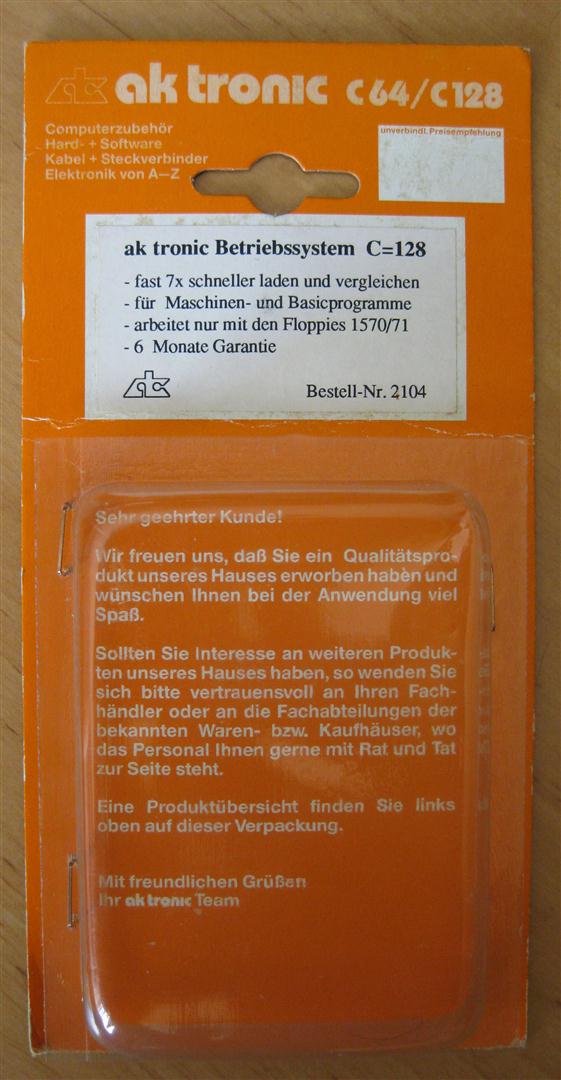 ak tronic C64/C128
Computerzubehör
Hard- + Software
Kabel + Steckverbinder
Elektronik von A–Z
unverbindl. Preisempfehlung
ak tronic Betriebssystem C=128
- fast 7x schneller laden und vergleichen
- für Maschinen- und Basicprogramme
- arbeitet nur mit den Floppies 1570/71
- 6 Monate Garantie
Bestell-Nr. 2104
Sehr geehrter Kunde!
Wir freuen uns, daß Sie ein Qualitätspro-
dukt unseres Hauses erworben haben und
wünschen Ihnen bei der Anwendung viel
Spaß.
Sollten Sie Interesse an weiteren Produk-
ten unseres Hauses haben, so wenden Sie
sich bitte vertrauensvoll an Ihren Fach-
händler oder an die Fachabteilungen der
bekannten Waren- bzw. Kaufhäuser, wo
das Personal Ihnen gerne mit Rat und Tat
zur Seite steht.
Eine Produktübersicht finden Sie links
oben auf dieser Verpackung.
Mit freundlichen Grüßen
Ihr ak tronic Team